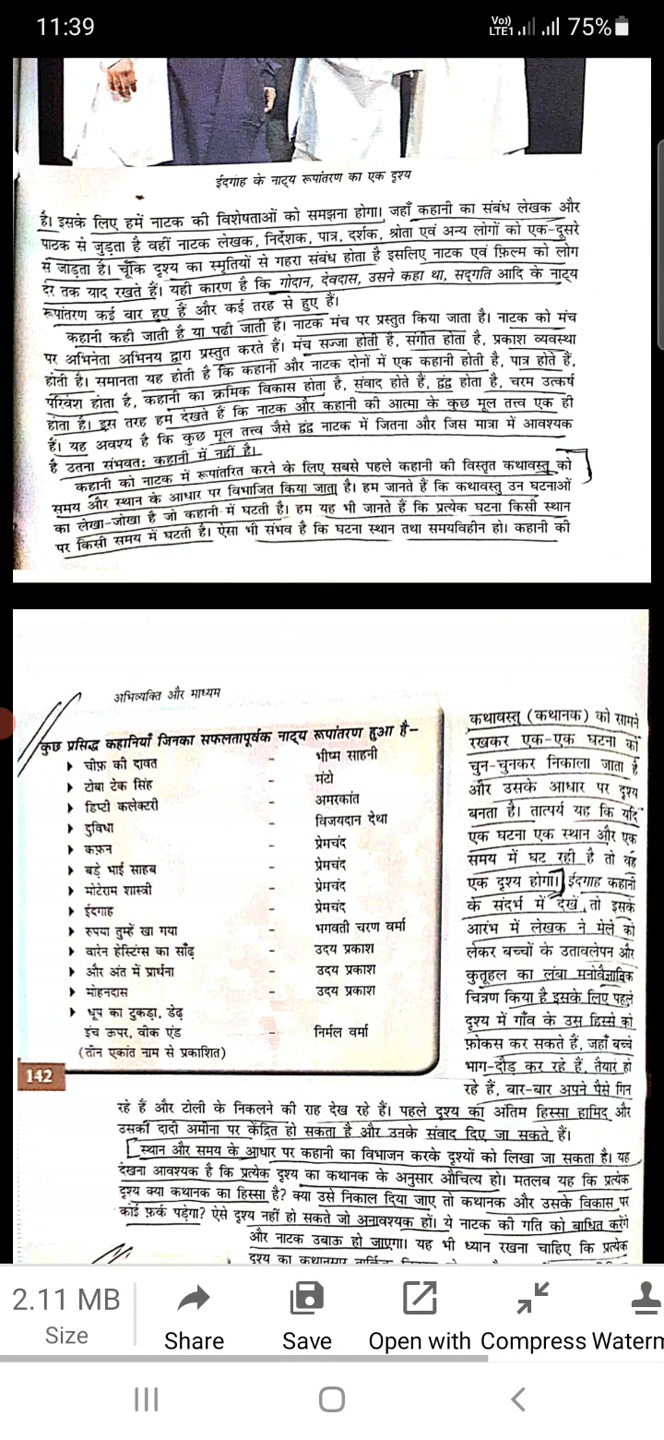 11:39
Vo)) LTE1 75%
ईदगाह के नाट्य रूपांतरण का एक दृश्य
है। इसके लिए हमें नाटक की विशेषताओं को समझना होगा। जहाँ कहानी का संबंध लेखक और
पाठक से जुड़ता है वहीं नाटक लेखक, निर्देशक, पात्र, दर्शक, श्रोता एवं अन्य लोगों को एक-दूसरे
से जोड़ता है। चूँकि दृश्य का स्मृतियों से गहरा संबंध होता है इसलिए नाटक एवं फ़िल्म को लोग
देर तक याद रखते हैं। यही कारण है कि गोदान, देवदास, उसने कहा था, सद्गति आदि के नाट्य
रूपांतरण कई बार हुए हैं और कई तरह से हुए हैं।
कहानी कही जाती है या पढ़ी जाती है। नाटक मंच पर प्रस्तुत किया जाता है। नाटक को मंच
पर अभिनेता अभिनय द्वारा प्रस्तुत करते हैं। मंच सज्जा होती है, संगीत होता है, प्रकाश व्यवस्था
होती है। समानता यह होती है कि कहानी और नाटक दोनों में एक कहानी होती है, पात्र होते हैं,
परिवेश होता है, कहानी का क्रमिक विकास होता है, संवाद होते हैं, द्वंद्व होता है, चरम उत्कर्ष
होता है। इस तरह हम देखते हैं कि नाटक और कहानी की आत्मा के कुछ मूल तत्व एक ही
हैं। यह अवश्य है कि कुछ मूल तत्व जैसे द्वंद्व नाटक में जितना और जिस मात्रा में आवश्यक
है उतना संभवत: कहानी में नहीं है।
कहानी को नाटक में रूपांतरित करने के लिए सबसे पहले कहानी की विस्तृत कथावस्तु को
समय और स्थान के आधार पर विभाजित किया जाता है। हम जानते हैं कि कथावस्तु उन घटनाओं
का लेखा-जोखा है जो कहानी में घटती है। हम यह भी जानते हैं कि प्रत्येक घटना किसी स्थान
पर किसी समय में घटती है। ऐसा भी संभव है कि घटना स्थान तथा समयविहीन हो। कहानी की
अभिव्यक्ति और माध्यम
कुछ प्रसिद्ध कहानियाँ जिनका सफलतापूर्वक नाट्य रूपांतरण हुआ है–
चीफ़ की दावत - भीष्म साहनी
टोबा टेक सिंह - मंटो
डिप्टी कलेक्टरी - अमरकांत
दुविधा - विजयदान देथा
कफ़न - प्रेमचंद
बड़े भाई साहब - प्रेमचंद
मोटेराम शास्त्री - प्रेमचंद
ईदगाह - प्रेमचंद
रुपया तुम्हें खा गया - भगवती चरण वर्मा
वारेन हेस्टिंग्स का साँढ़ - उदय प्रकाश
और अंत में प्रार्थना - उदय प्रकाश
मोहनदास - उदय प्रकाश
धूप का टुकड़ा, डेढ़
इंच ऊपर, वीक एंड - निर्मल वर्मा
(तीन एकांत नाम से प्रकाशित)
142
कथावस्तु (कथानक) को सामने
रखकर एक-एक घटना को
चुन-चुनकर निकाला जाता है
और उसके आधार पर दृश्य
बनता है। तात्पर्य यह कि यदि
एक घटना एक स्थान और एक
समय में घट रही है तो वह
एक दृश्य होगा। ईदगाह कहानी
के संदर्भ में देखें तो इसके
आरंभ में लेखक ने मेले को
लेकर बच्चों के उतावलेपन और
कुतूहल का लंबा मनोवैज्ञानिक
चित्रण किया है इसके लिए पहले
दृश्य में गाँव के उस हिस्से को
फ़ोकस कर सकते हैं, जहाँ बच्चे
भाग-दौड़ कर रहे हैं, तैयार हो
रहे हैं, बार-बार अपने पैसे गिन
रहे हैं और टोली के निकलने की राह देख रहे हैं। पहले दृश्य का अंतिम हिस्सा हामिद और
उसकी दादी अमीना पर केंद्रित हो सकता है और उनके संवाद दिए जा सकते हैं।
स्थान और समय के आधार पर कहानी का विभाजन करके दृश्यों को लिखा जा सकता है। यह
देखना आवश्यक है कि प्रत्येक दृश्य का कथानक के अनुसार औचित्य हो। मतलब यह कि प्रत्येक
दृश्य क्या कथानक का हिस्सा है? क्या उसे निकाल दिया जाए तो कथानक और उसके विकास पर
कोई फ़र्क पड़ेगा? ऐसे दृश्य नहीं हो सकते जो अनावश्यक हों। ये नाटक की गति को बाधित करेंगे
और नाटक उबाऊ हो जाएगा। यह भी ध्यान रखना चाहिए कि प्रत्येक
दृश्य का कथानुसार तार्किक
2.11 MB
Size
Share
Save
Open with
Compress
Waterm